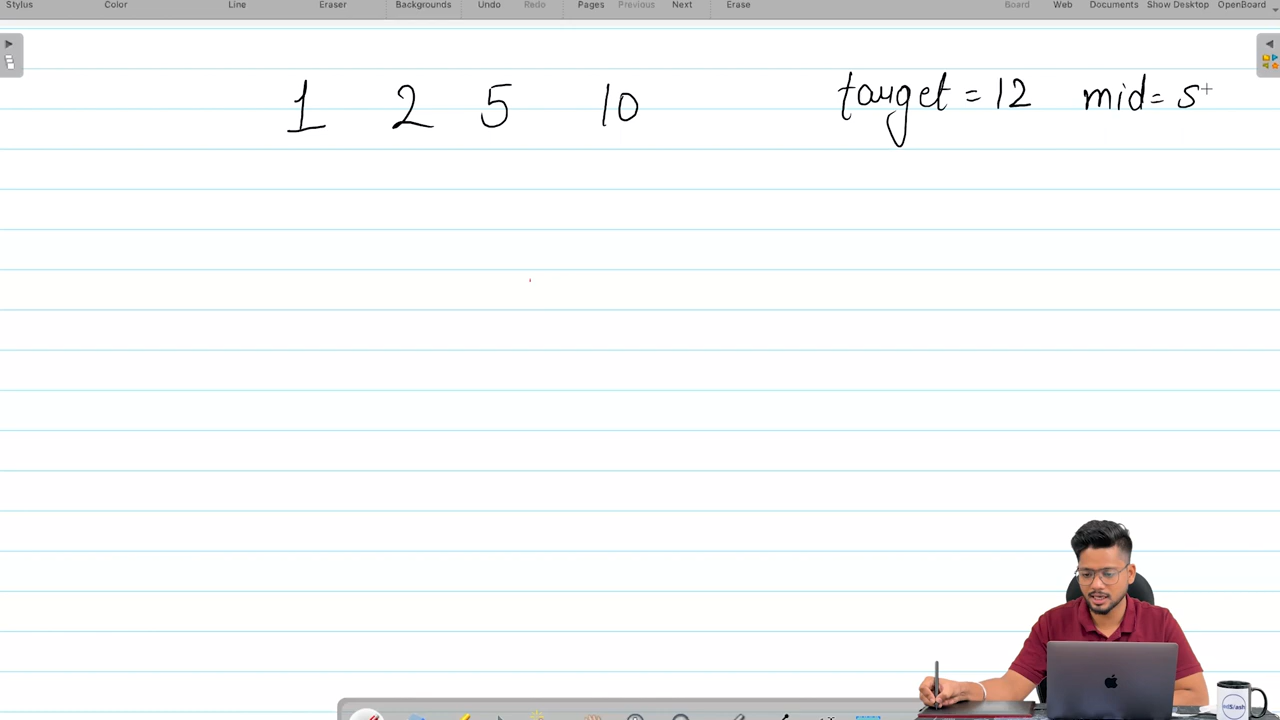 Stylus Color Line Eraser Backgrounds Undo Redo Pages Previous Next Erase Board Web Documents Show Desktop OpenBoard
1 2 5 10 target = 12 mid= s+